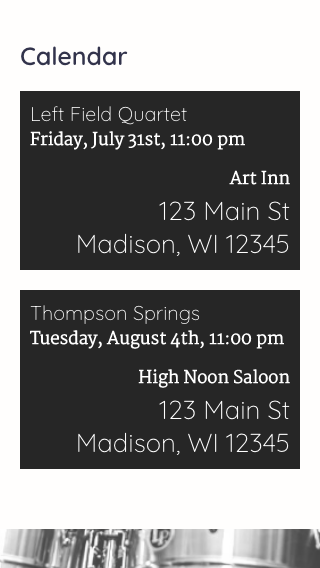 Calendar
Left Field Quartet
Friday, July 31st, 11:00 pm
Art Inn
123 Main St
Madison, WI 12345
Thompson Springs
Tuesday, August 4th, 11:00 pm
High Noon Saloon
123 Main St
Madison, WI 12345
LP